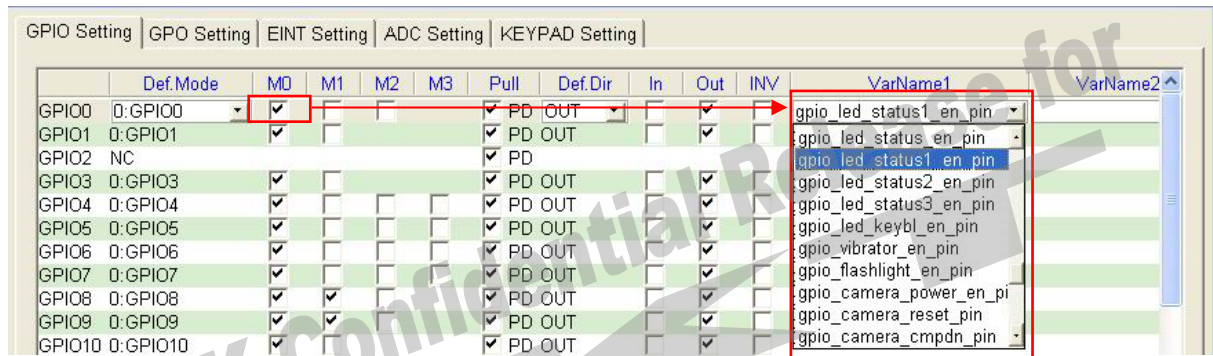 GPIO Setting GPO Setting EINT Setting ADC Setting KEYPAD Setting
Def.Mode M0 M1 M2 M3 Pull Def.Dir In Out INV VarName1 VarName2
GPIO0 0:GPIO0 PD OUT gpio_led_status1_en_pin
GPIO1 0:GPIO1 PD OUT gpio_led_status_en_pin
GPIO2 NC PD gpio_led_status1_en_pin
GPIO3 0:GPIO3 PD OUT gpio_led_status2_en_pin
GPIO4 0:GPIO4 PD OUT gpio_led_status3_en_pin
GPIO5 0:GPIO5 PD OUT gpio_led_keybl_en_pin
GPIO6 0:GPIO6 PD OUT gpio_vibrator_en_pin
GPIO7 0:GPIO7 PD OUT gpio_flashlight_en_pin
GPIO8 0:GPIO8 PD OUT gpio_camera_power_en_pi
GPIO9 0:GPIO9 PD OUT gpio_camera_reset_pin
GPIO10 0:GPIO10 PD OUT gpio_camera_cmpdn_pin
K Confidential Release for